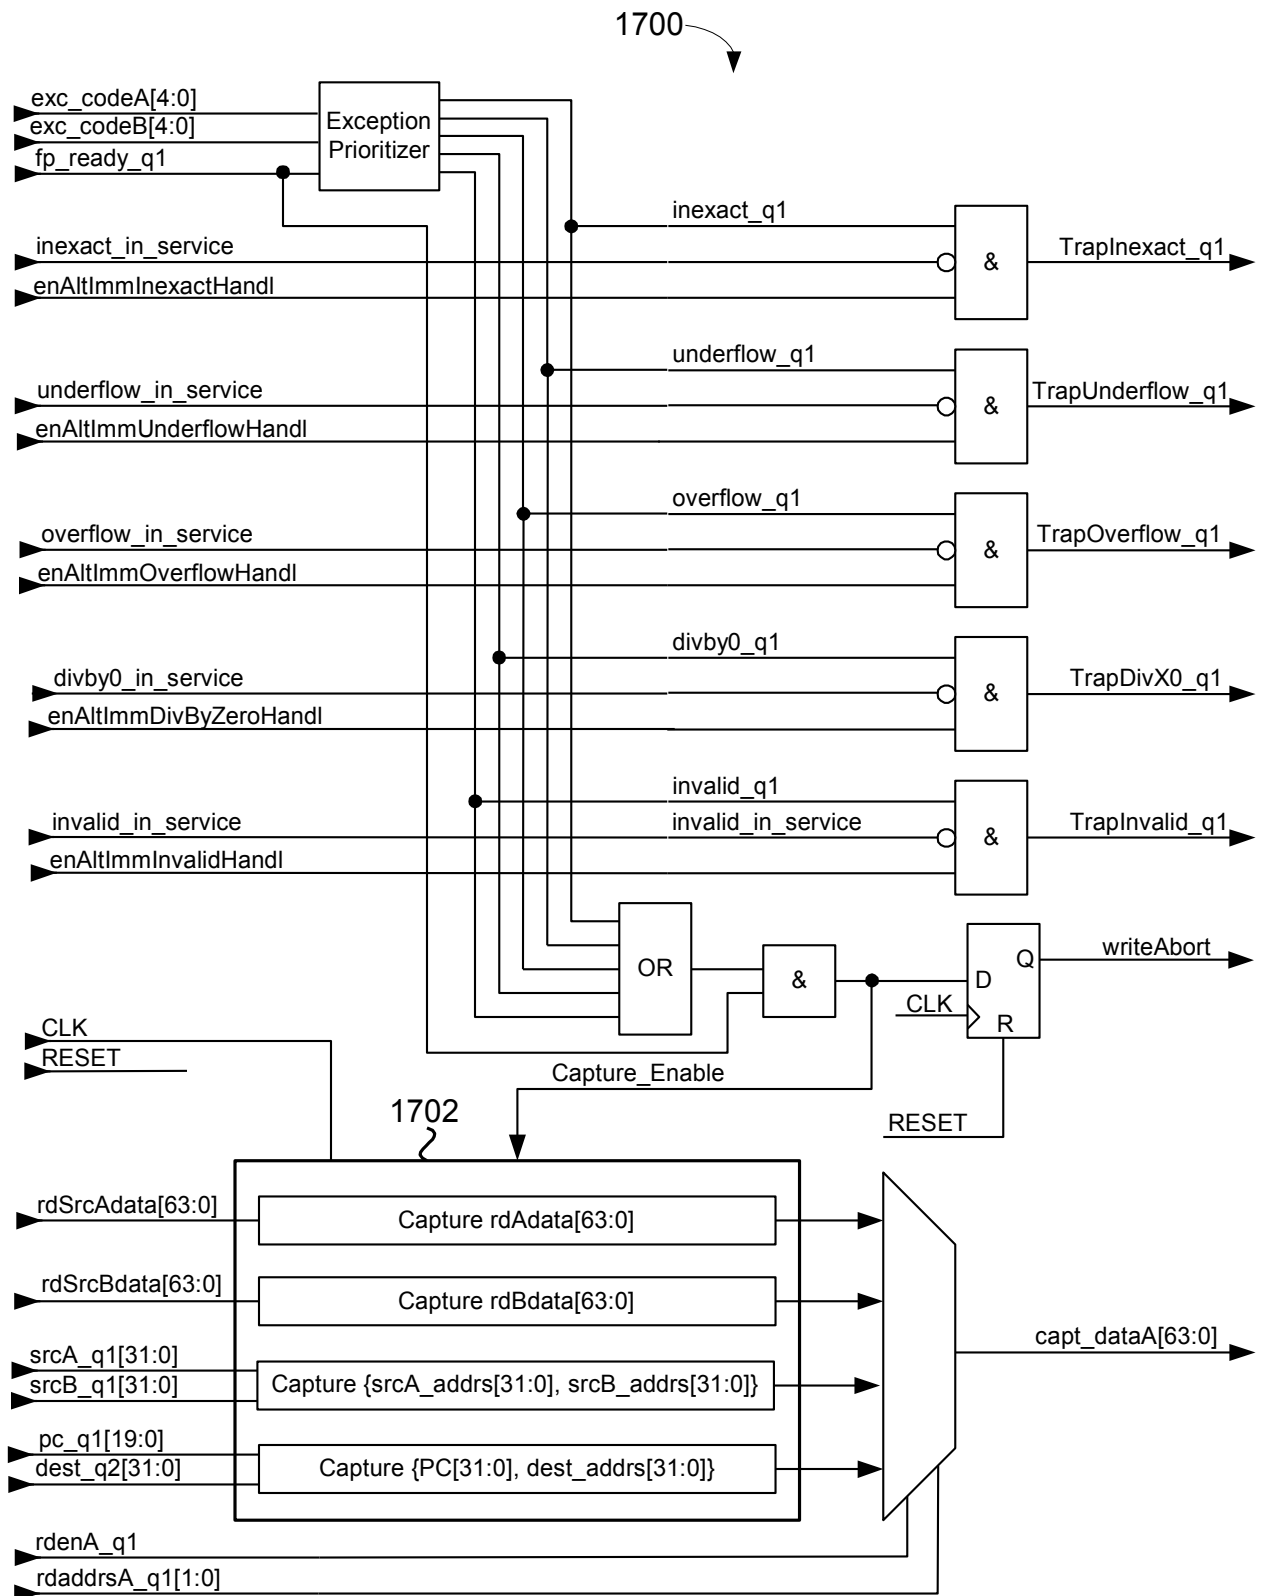 1700
exc_codeA[4:0]
exc_codeB[4:0]
fp_ready_q1
Exception
Prioritizer
inexact_q1
inexact_in_service
enAltImmInexactHandl
&
TrapInexact_q1
underflow_q1
underflow_in_service
enAltImmUnderflowHandl
&
TrapUnderflow_q1
overflow_q1
overflow_in_service
enAltImmOverflowHandl
&
TrapOverflow_q1
divby0_q1
divby0_in_service
enAltImmDivByZeroHandl
&
TrapDivX0_q1
invalid_q1
invalid_in_service
invalid_in_service
enAltImmInvalidHandl
&
TrapInvalid_q1
OR
&
D
Q
CLK
R
writeAbort
CLK
RESET
Capture_Enable
RESET
1702
rdSrcAdata[63:0]
Capture rdAdata[63:0]
rdSrcBdata[63:0]
Capture rdBdata[63:0]
capt_dataA[63:0]
srcA_q1[31:0]
srcB_q1[31:0]
Capture {srcA_addrs[31:0], srcB_addrs[31:0]}
pc_q1[19:0]
dest_q2[31:0]
Capture {PC[31:0], dest_addrs[31:0]}
rdenA_q1
rdaddrsA_q1[1:0]